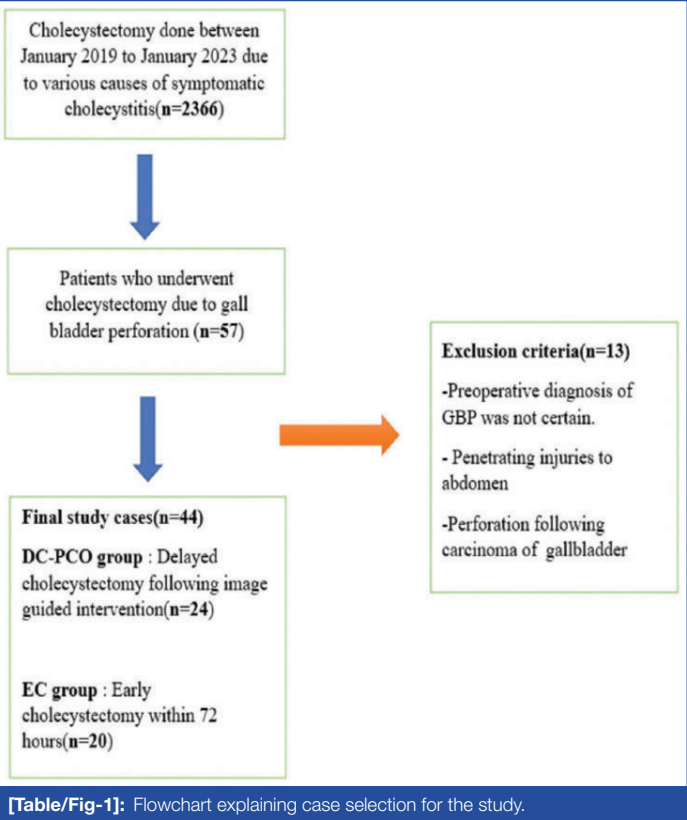 Cholecystectomy done between
January 2019 to January 2023 due
to various causes of symptomatic
cholecystitis(n=2366)
Patients who underwent
cholecystectomy due to gall
bladder perforation (n=57)
Exclusion criteria(n=13)
-Preoperative diagnosis of
GBP was not certain.
- Penetrating injuries to
abdomen
-Perforation following
carcinoma of gallbladder
Final study cases(n=44)
DC-PCO group : Delayed
cholecystectomy following image
guided intervention(n=24)
EC group : Early
cholecystectomy within 72
hours(n=20)
[Table/Fig-1]: Flowchart explaining case selection for the study.